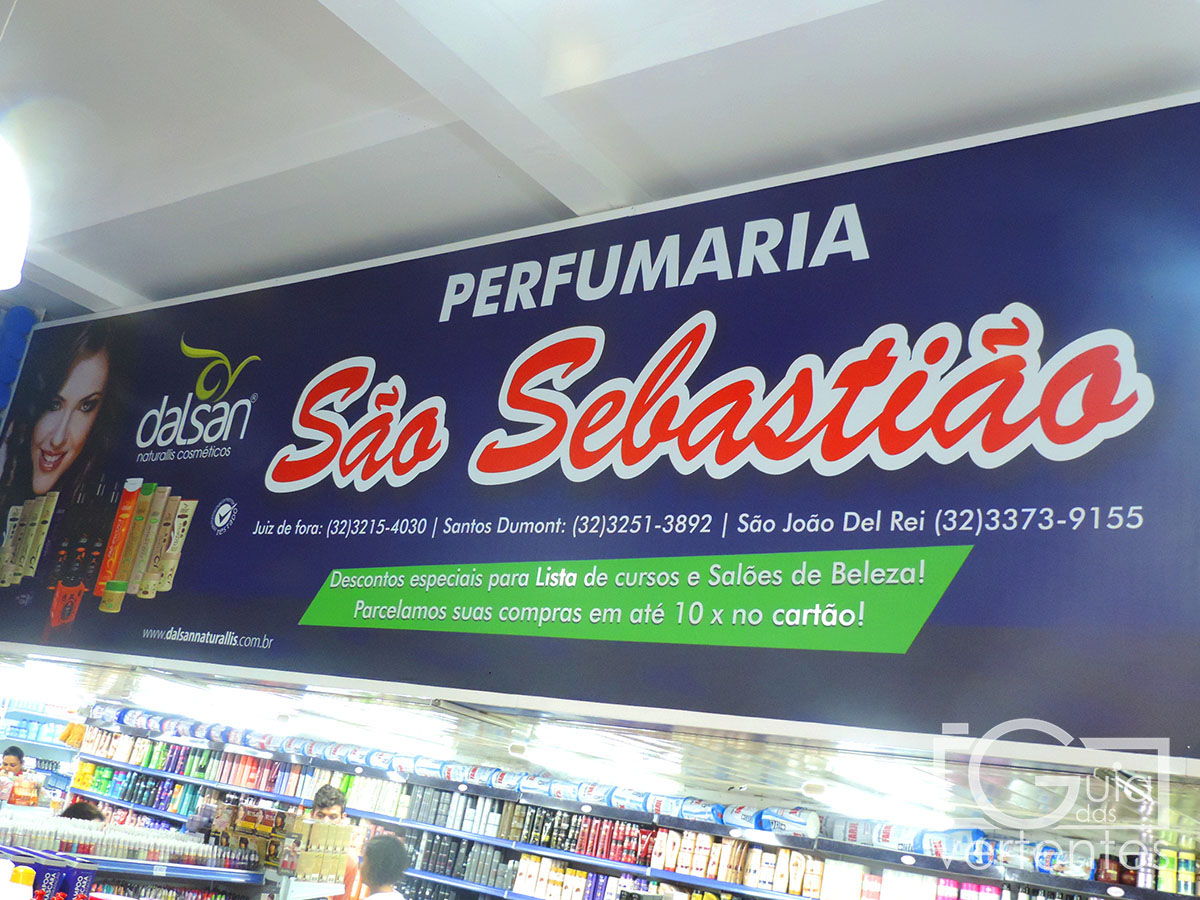 PERFUMARIA
São Sebastião
dalsan®
naturallis cosméticos
Juiz de fora: (32)3215-4030 | Santos Dumont: (32)3251-3892 | São João Del Rei (32)3373-9155
Descontos especiais para Lista de cursos e Salões de Beleza!
Parcelamos suas compras em até 10 x no cartão!
www.dalsannaturallis.com.br
Guia
das
vertentes